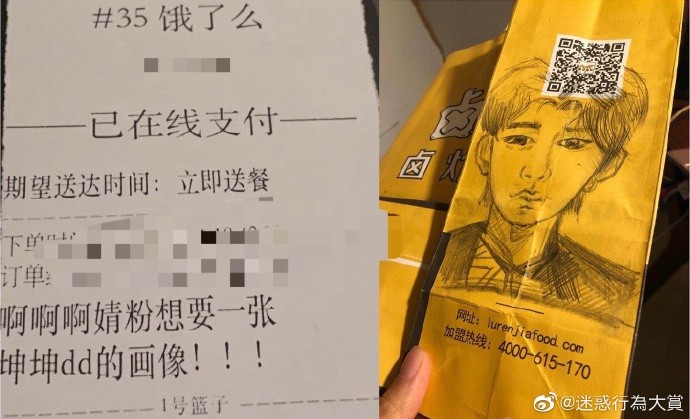 #35 饿了么
已在线支付
期望送达时间：立即送餐
下单时
订单
啊啊啊婧粉想要一张
坤坤dd的画像！！！
1号篮子
卤
卤
网址：lurenjiafood.com
加盟热线：4000-615-170
@迷惑行為大賞